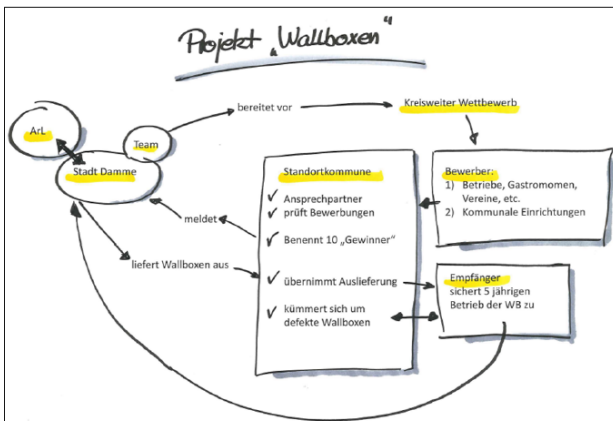 Projekt „Wallboxen“
bereitet vor
Kreisweiter Wettbewerb
ArL
Team
Stadt Damme
Standortkommune
Ansprechpartner
prüft Bewerbungen
Benennt 10 „Gewinner“
übernimmt Auslieferung
kümmert sich um
defekte Wallboxen
Bewerber:
1) Betriebe, Gastromomen,
Vereine, etc.
2) Kommunale Einrichtungen
meldet
liefert Wallboxen aus
Empfänger
sichert 5 jährigen
Betrieb der WB zu